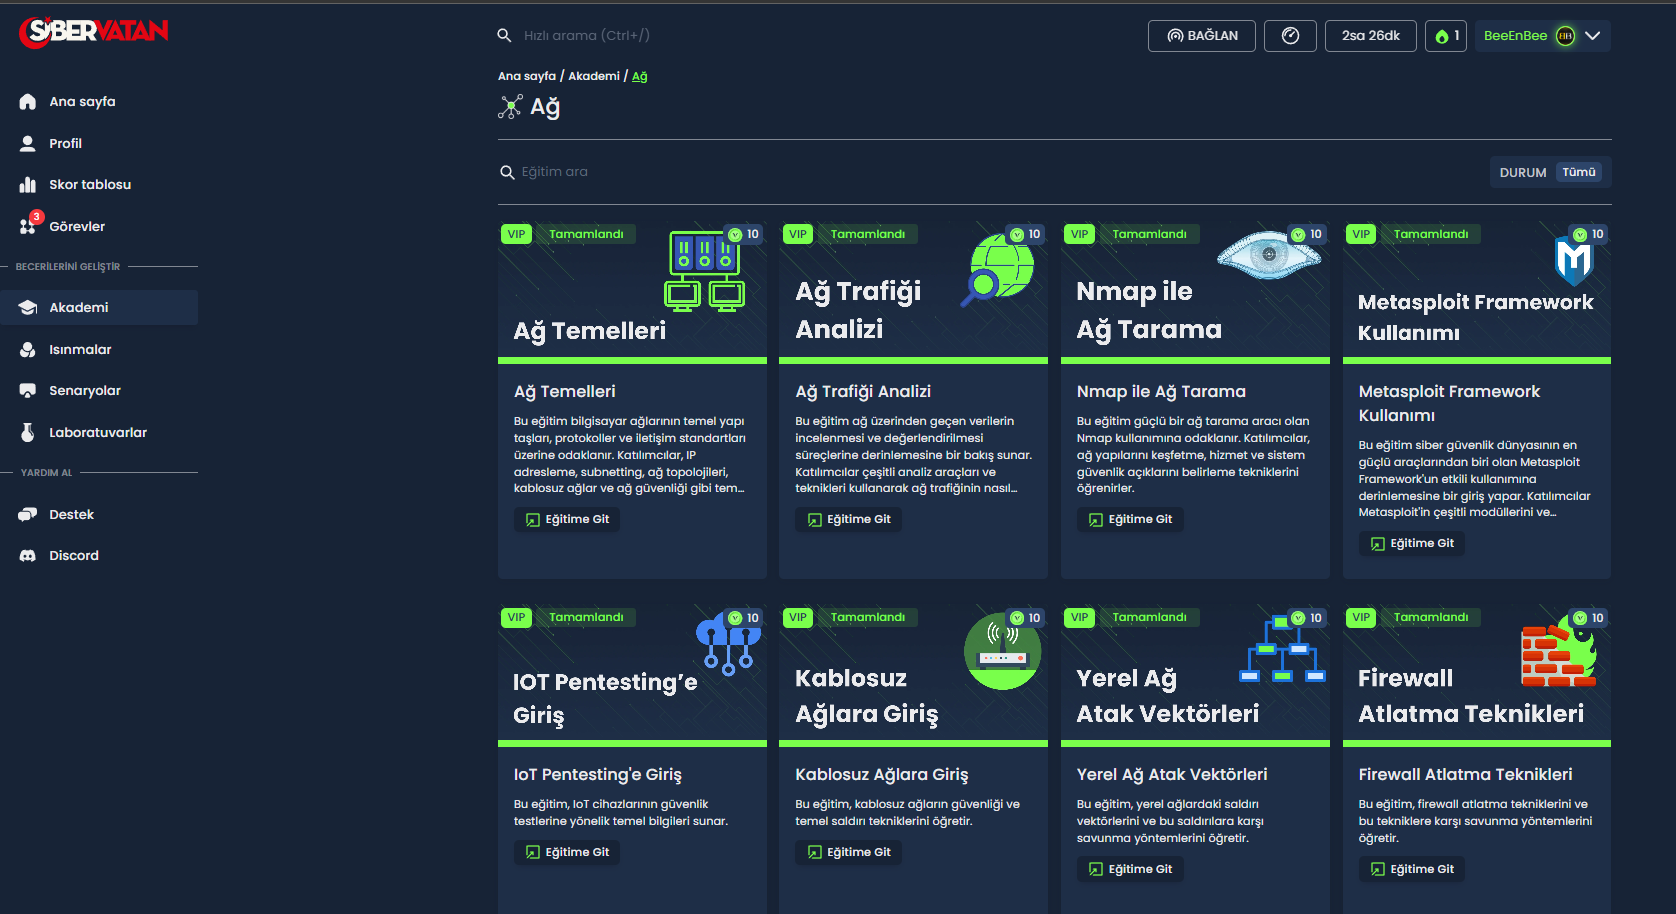 SİBERVATAN
Hızlı arama (Ctrl+/)
BAĞLAN
2sa 26dk
1
BeeEnBee
Ana sayfa / Akademi / Ağ
Ağ
Ana sayfa
Profil
Skor tablosu
3
Görevler
BECERİLERİNİ GELİŞTİR
Akademi
Isınmalar
Senaryolar
Laboratuvarlar
YARDIM AL
Destek
Discord
Eğitim ara
DURUM Tümü
VIP Tamamlandı 10
Ağ Temelleri
Ağ Temelleri
Bu eğitim bilgisayar ağlarının temel yapı
taşları, protokoller ve iletişim standartları
üzerine odaklanır. Katılımcılar, IP
adresleme, subnetting, ağ topolojileri,
kablosuz ağlar ve ağ güvenliği gibi tem...
Eğitime Git
VIP Tamamlandı 10
Ağ Trafiği
Analizi
Ağ Trafiği Analizi
Bu eğitim ağ üzerinden geçen verilerin
incelenmesi ve değerlendirilmesi
süreçlerine derinlemesine bir bakış sunar.
Katılımcılar çeşitli analiz araçları ve
teknikleri kullanarak ağ trafiğinin nasıl...
Eğitime Git
VIP Tamamlandı 10
Nmap ile
Ağ Tarama
Nmap ile Ağ Tarama
Bu eğitim güçlü bir ağ tarama aracı olan
Nmap kullanımına odaklanır. Katılımcılar,
ağ yapılarını keşfetme, hizmet ve sistem
güvenlik açıklarını belirleme tekniklerini
öğrenirler.
Eğitime Git
VIP Tamamlandı 10
Metasploit Framework
Kullanımı
Metasploit Framework
Kullanımı
Bu eğitim siber güvenlik dünyasının en
güçlü araçlarından biri olan Metasploit
Framework'un etkili kullanımına
derinlemesine bir giriş yapar. Katılımcılar
Metasploit'in çeşitli modüllerini ve...
Eğitime Git
VIP Tamamlandı 10
IOT Pentesting’e
Giriş
IoT Pentesting'e Giriş
Bu eğitim, IoT cihazlarının güvenlik
testlerine yönelik temel bilgileri sunar.
Eğitime Git
VIP Tamamlandı 10
Kablosuz
Ağlara Giriş
Kablosuz Ağlara Giriş
Bu eğitim, kablosuz ağların güvenliği ve
temel saldırı tekniklerini öğretir.
Eğitime Git
VIP Tamamlandı 10
Yerel Ağ
Atak Vektörleri
Yerel Ağ Atak Vektörleri
Bu eğitim, yerel ağlardaki saldırı
vektörlerini ve bu saldırılara karşı
savunma yöntemlerini öğretir.
Eğitime Git
VIP Tamamlandı 10
Firewall
Atlatma Teknikleri
Firewall Atlatma Teknikleri
Bu eğitim, firewall atlatma tekniklerini ve
bu tekniklere karşı savunma yöntemlerini
öğretir.
Eğitime Git